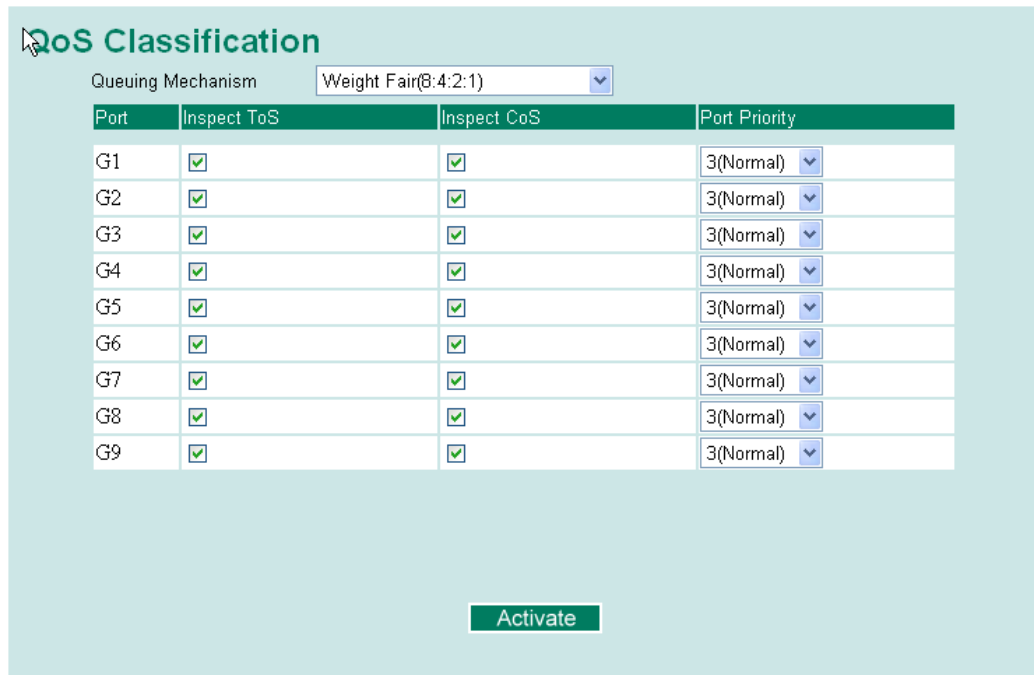 QoS Classification
Queuing Mechanism Weight Fair(8:4:2:1)
Port Inspect ToS Inspect CoS Port Priority
G1 3(Normal)
G2 3(Normal)
G3 3(Normal)
G4 3(Normal)
G5 3(Normal)
G6 3(Normal)
G7 3(Normal)
G8 3(Normal)
G9 3(Normal)
Activate